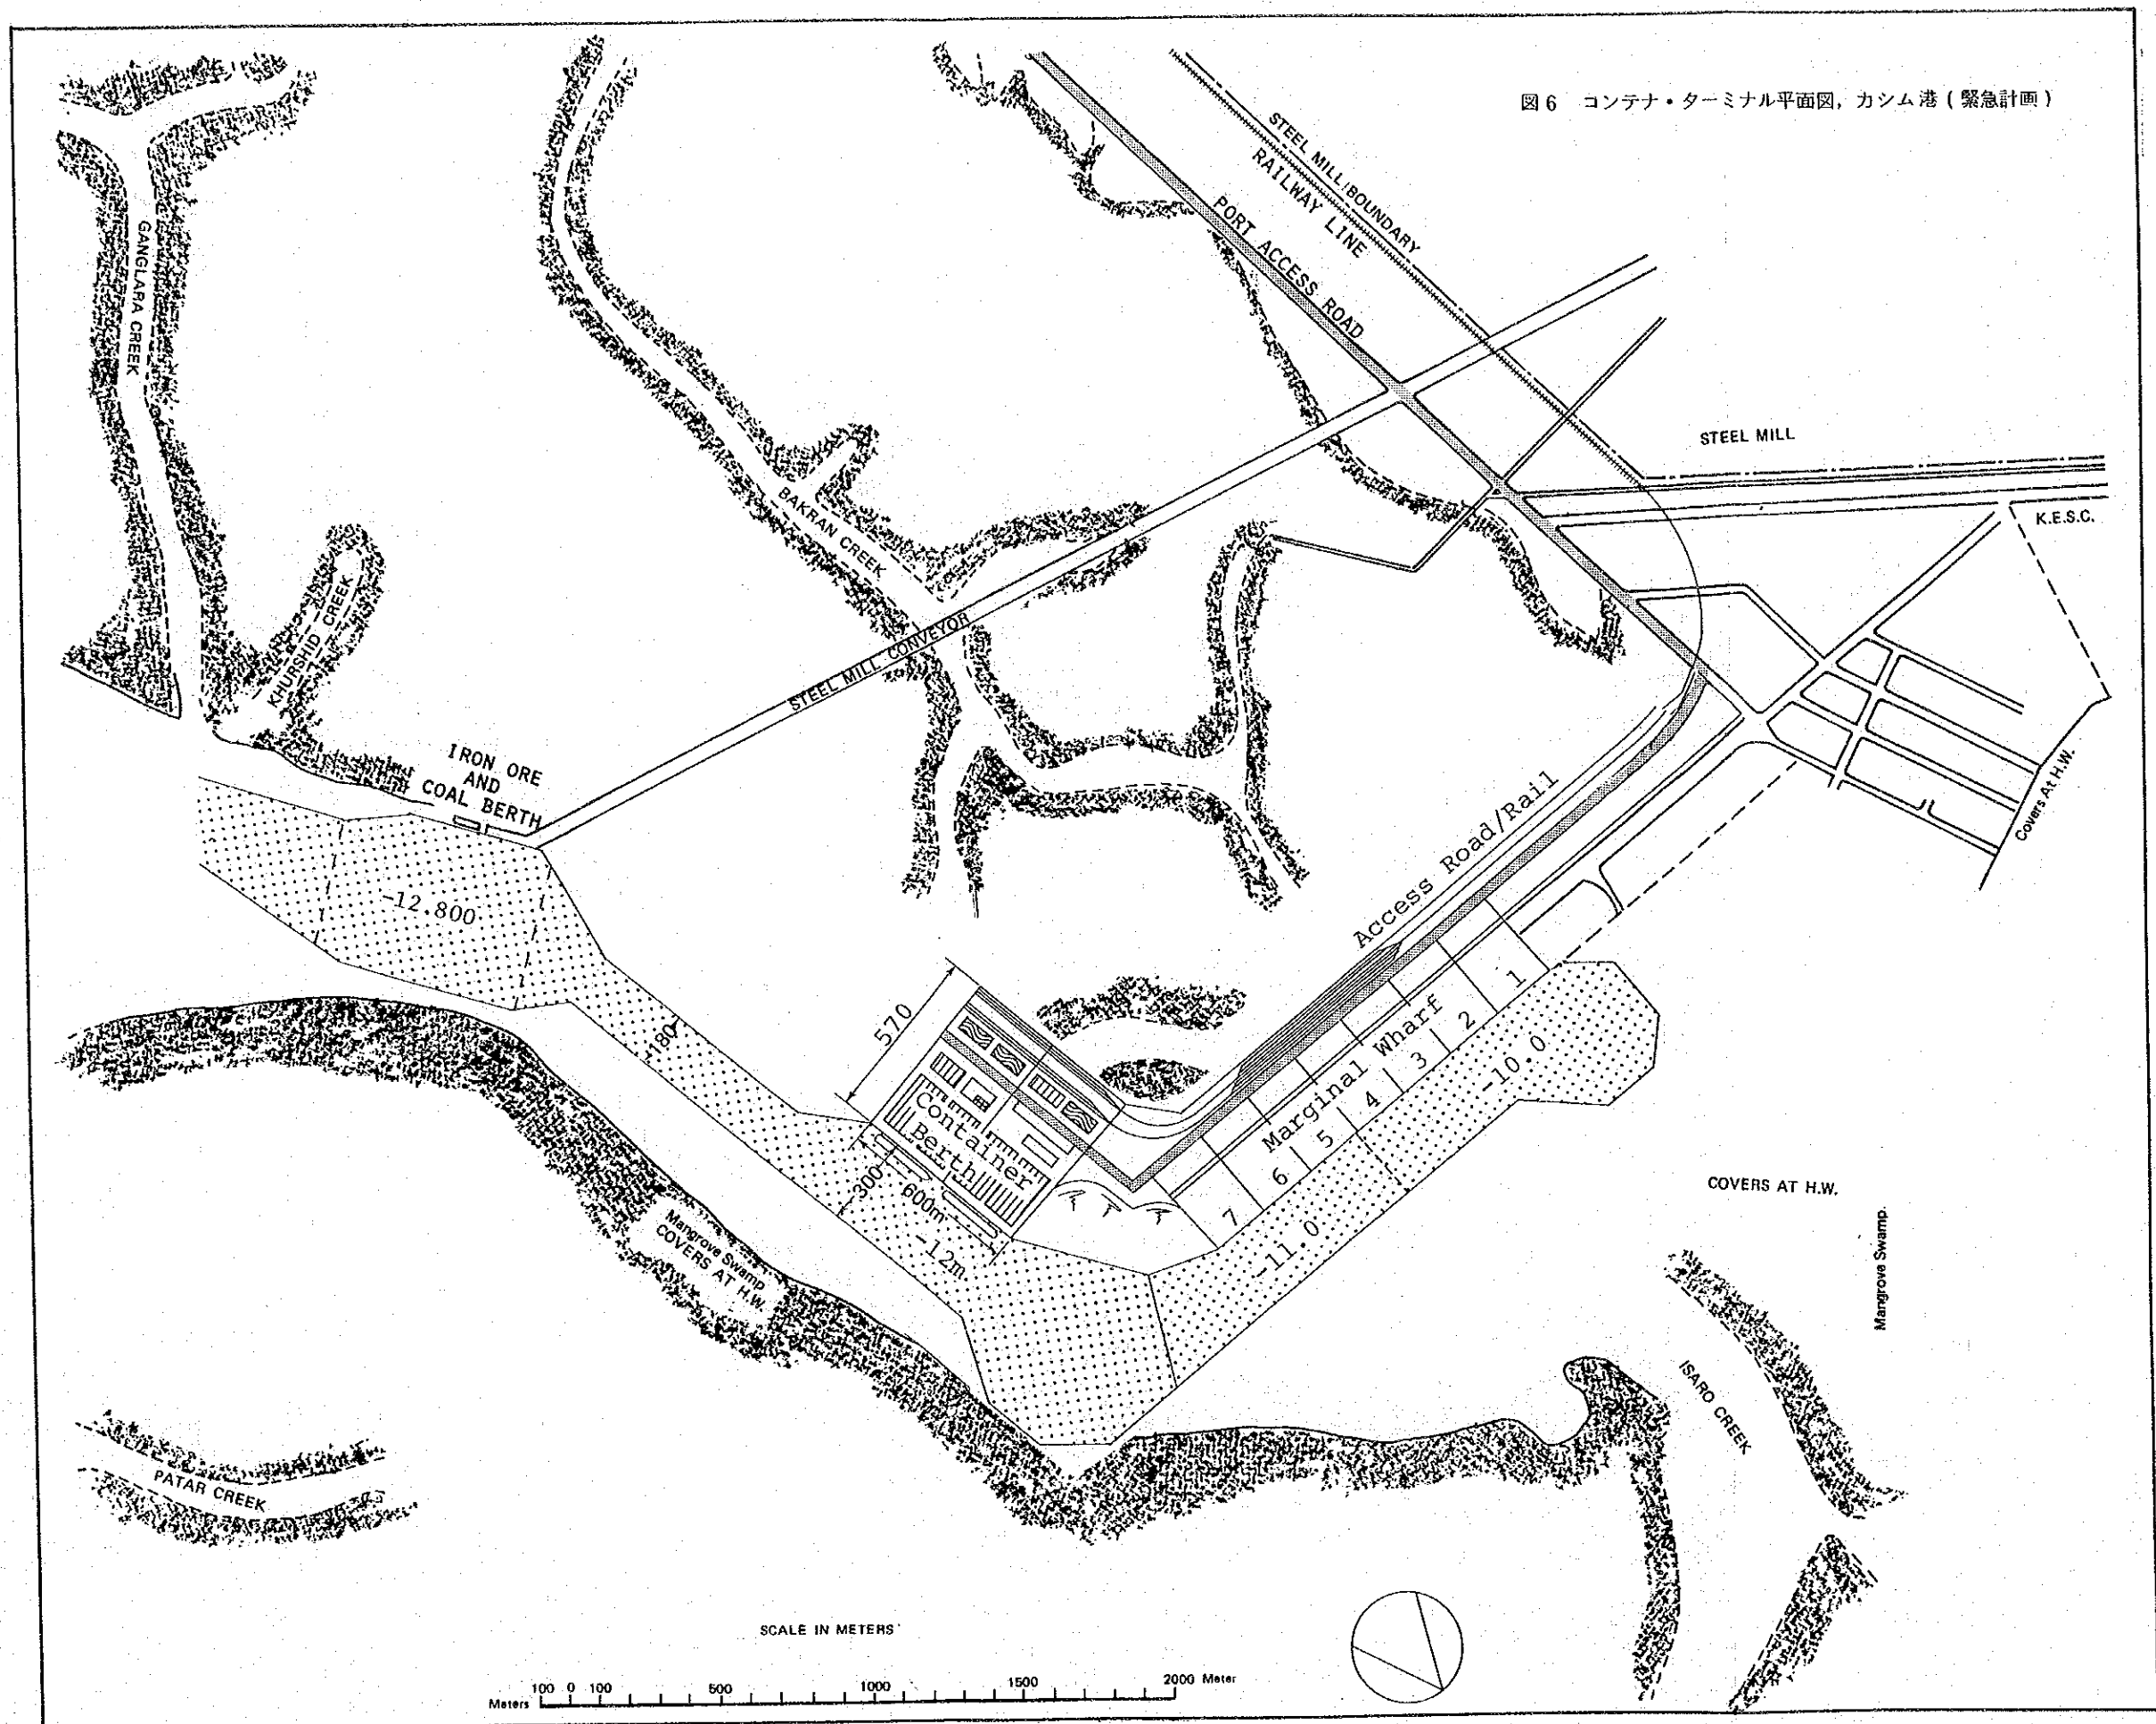 図6 コンテナ・ターミナル平面図, カシム港 ( 緊急計画 )
STEEL MILL BOUNDARY
RAILWAY LINE
PORT ACCESS ROAD
GANGLARA CREEK
STEEL MILL
K.E.S.C.
BAKRAN CREEK
KHURSHID CREEK
STEEL MILL CONVEYOR
IRON ORE
AND
COAL BERTH
Covers At H.W.
Access Road/Rail
-12.800
180
570
Container
Berth
300
600m
-12m
Marginal Wharf
1
2
3
4
5
6
7
-10.0
-11.0
Mangrove Swamp
COVERS AT H.W.
COVERS AT H.W.
Mangrove Swamp.
ISARO CREEK
PATAR CREEK
SCALE IN METERS
Meters 100 0 100 500 1000 1500 2000 Meter